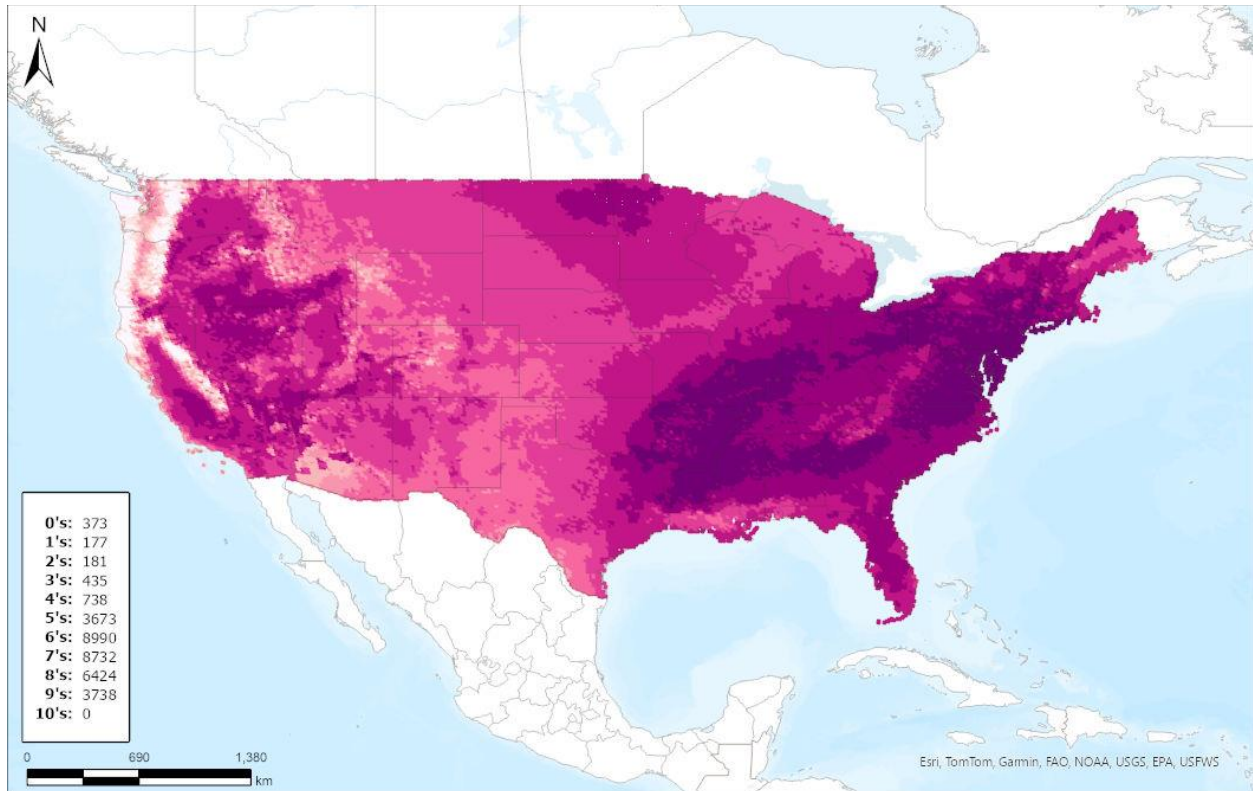 N
0's: 373
1's: 177
2's: 181
3's: 435
4's: 738
5's: 3673
6's: 8990
7's: 8732
8's: 6424
9's: 3738
10's: 0
0 690 1,380
km
Esri, TomTom, Garmin, FAO, NOAA, USGS, EPA, USFWS